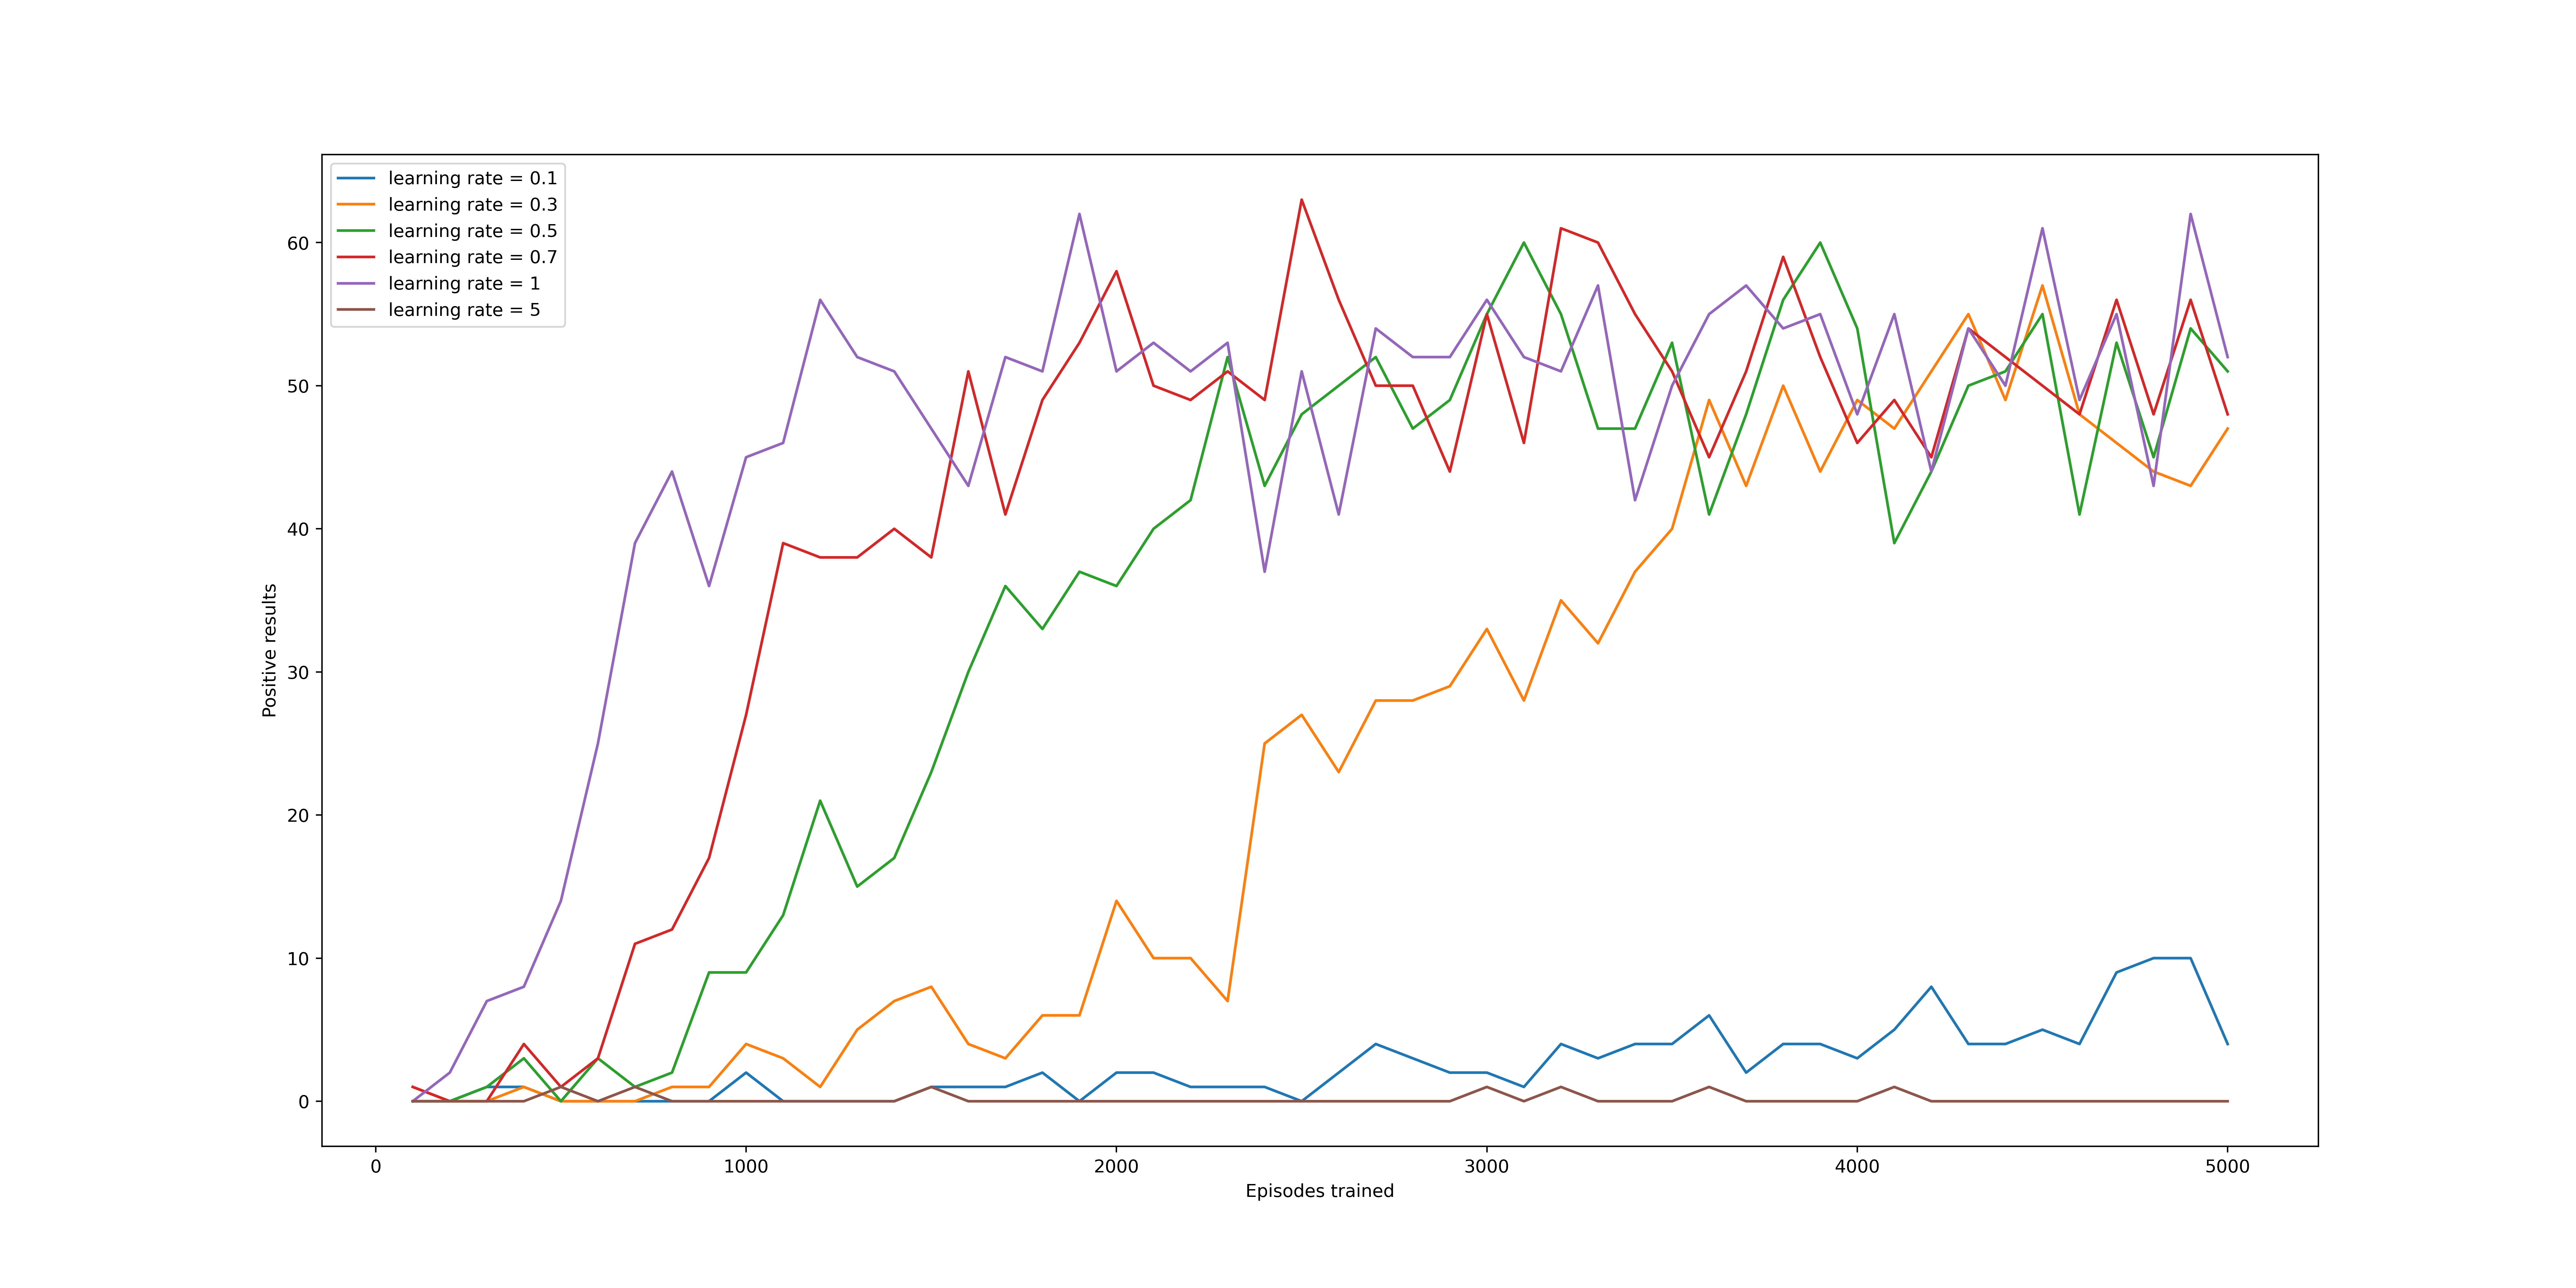 learning rate = 0.1
learning rate = 0.3
learning rate = 0.5
learning rate = 0.7
learning rate = 1
learning rate = 5
60
50
40
30
20
10
0
Positive results
0 1000 2000 3000 4000 5000
Episodes trained